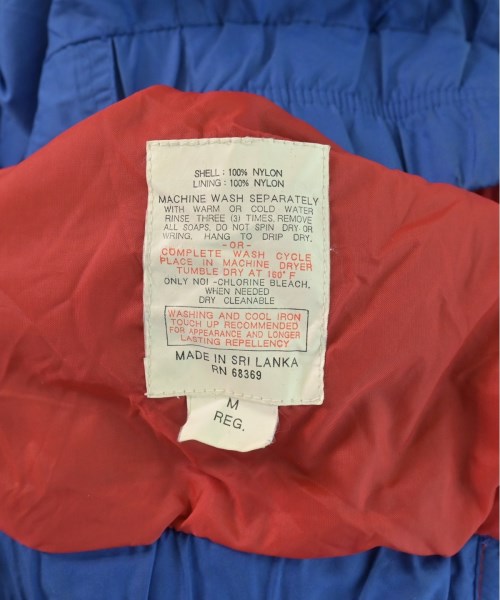 SHELL: 100% NYLON
LINING: 100% NYLON
MACHINE WASH SEPARATELY
WITH WARM OR COLD WATER
RINSE THREE (3) TIMES. REMOVE
ALL SOAPS. DO NOT SPIN DRY OR
WRING. HANG TO DRIP DRY.
-OR-
COMPLETE WASH CYCLE
PLACE IN MACHINE DRYER
TUMBLE DRY AT 160° F
ONLY NON-CHLORINE BLEACH,
WHEN NEEDED
DRY CLEANABLE
WASHING AND COOL IRON
TOUCH UP RECOMMENDED
FOR APPEARANCE AND LONGER
LASTING REPELLENCY
MADE IN SRI LANKA
RN 68369
M
REG.